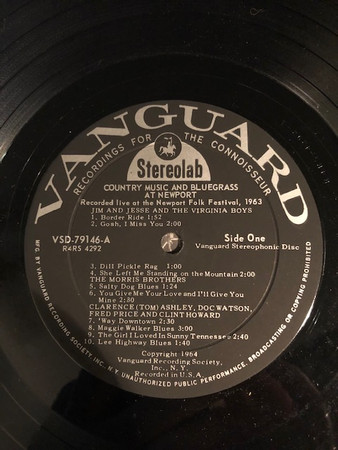 VANGUARD
RECORDINGS FOR THE CONNOISSEUR
Stereolab
COUNTRY MUSIC AND BLUEGRASS
AT NEWPORT
Recorded live at the Newport Folk Festival, 1963
JIM AND JESSE AND THE VIRGINIA BOYS
1. Border Ride 1:52
2. Gosh, I Miss You 2:00
VSD-79146-A
R4RS 4292
Side One
Vanguard Stereophonic Disc
3. Dill Pickle Rag 1:00
4. She Left Me Standing on the Mountain 2:00
THE MORRIS BROTHERS
5. Salty Dog Blues 1:24
6. You Give Me Your Love and I'll Give You
Mine 2:30
CLARENCE (TOM) ASHLEY, DOC WATSON,
FRED PRICE AND CLINT HOWARD
7. 'Way Downtown 2:30
8. Maggie Walker Blues 3:00
9. The Girl I Loved in Sunny Tennessee 2:40
10. Lee Highway Blues 1:40
Copyright 1964
Vanguard Recording Society,
Inc., N.Y.
Recorded in U.S.A.
MFG. BY VANGUARD RECORDING SOCIETY INC., N.Y. UNAUTHORIZED PUBLIC PERFORMANCE, BROADCASTING OR COPYING